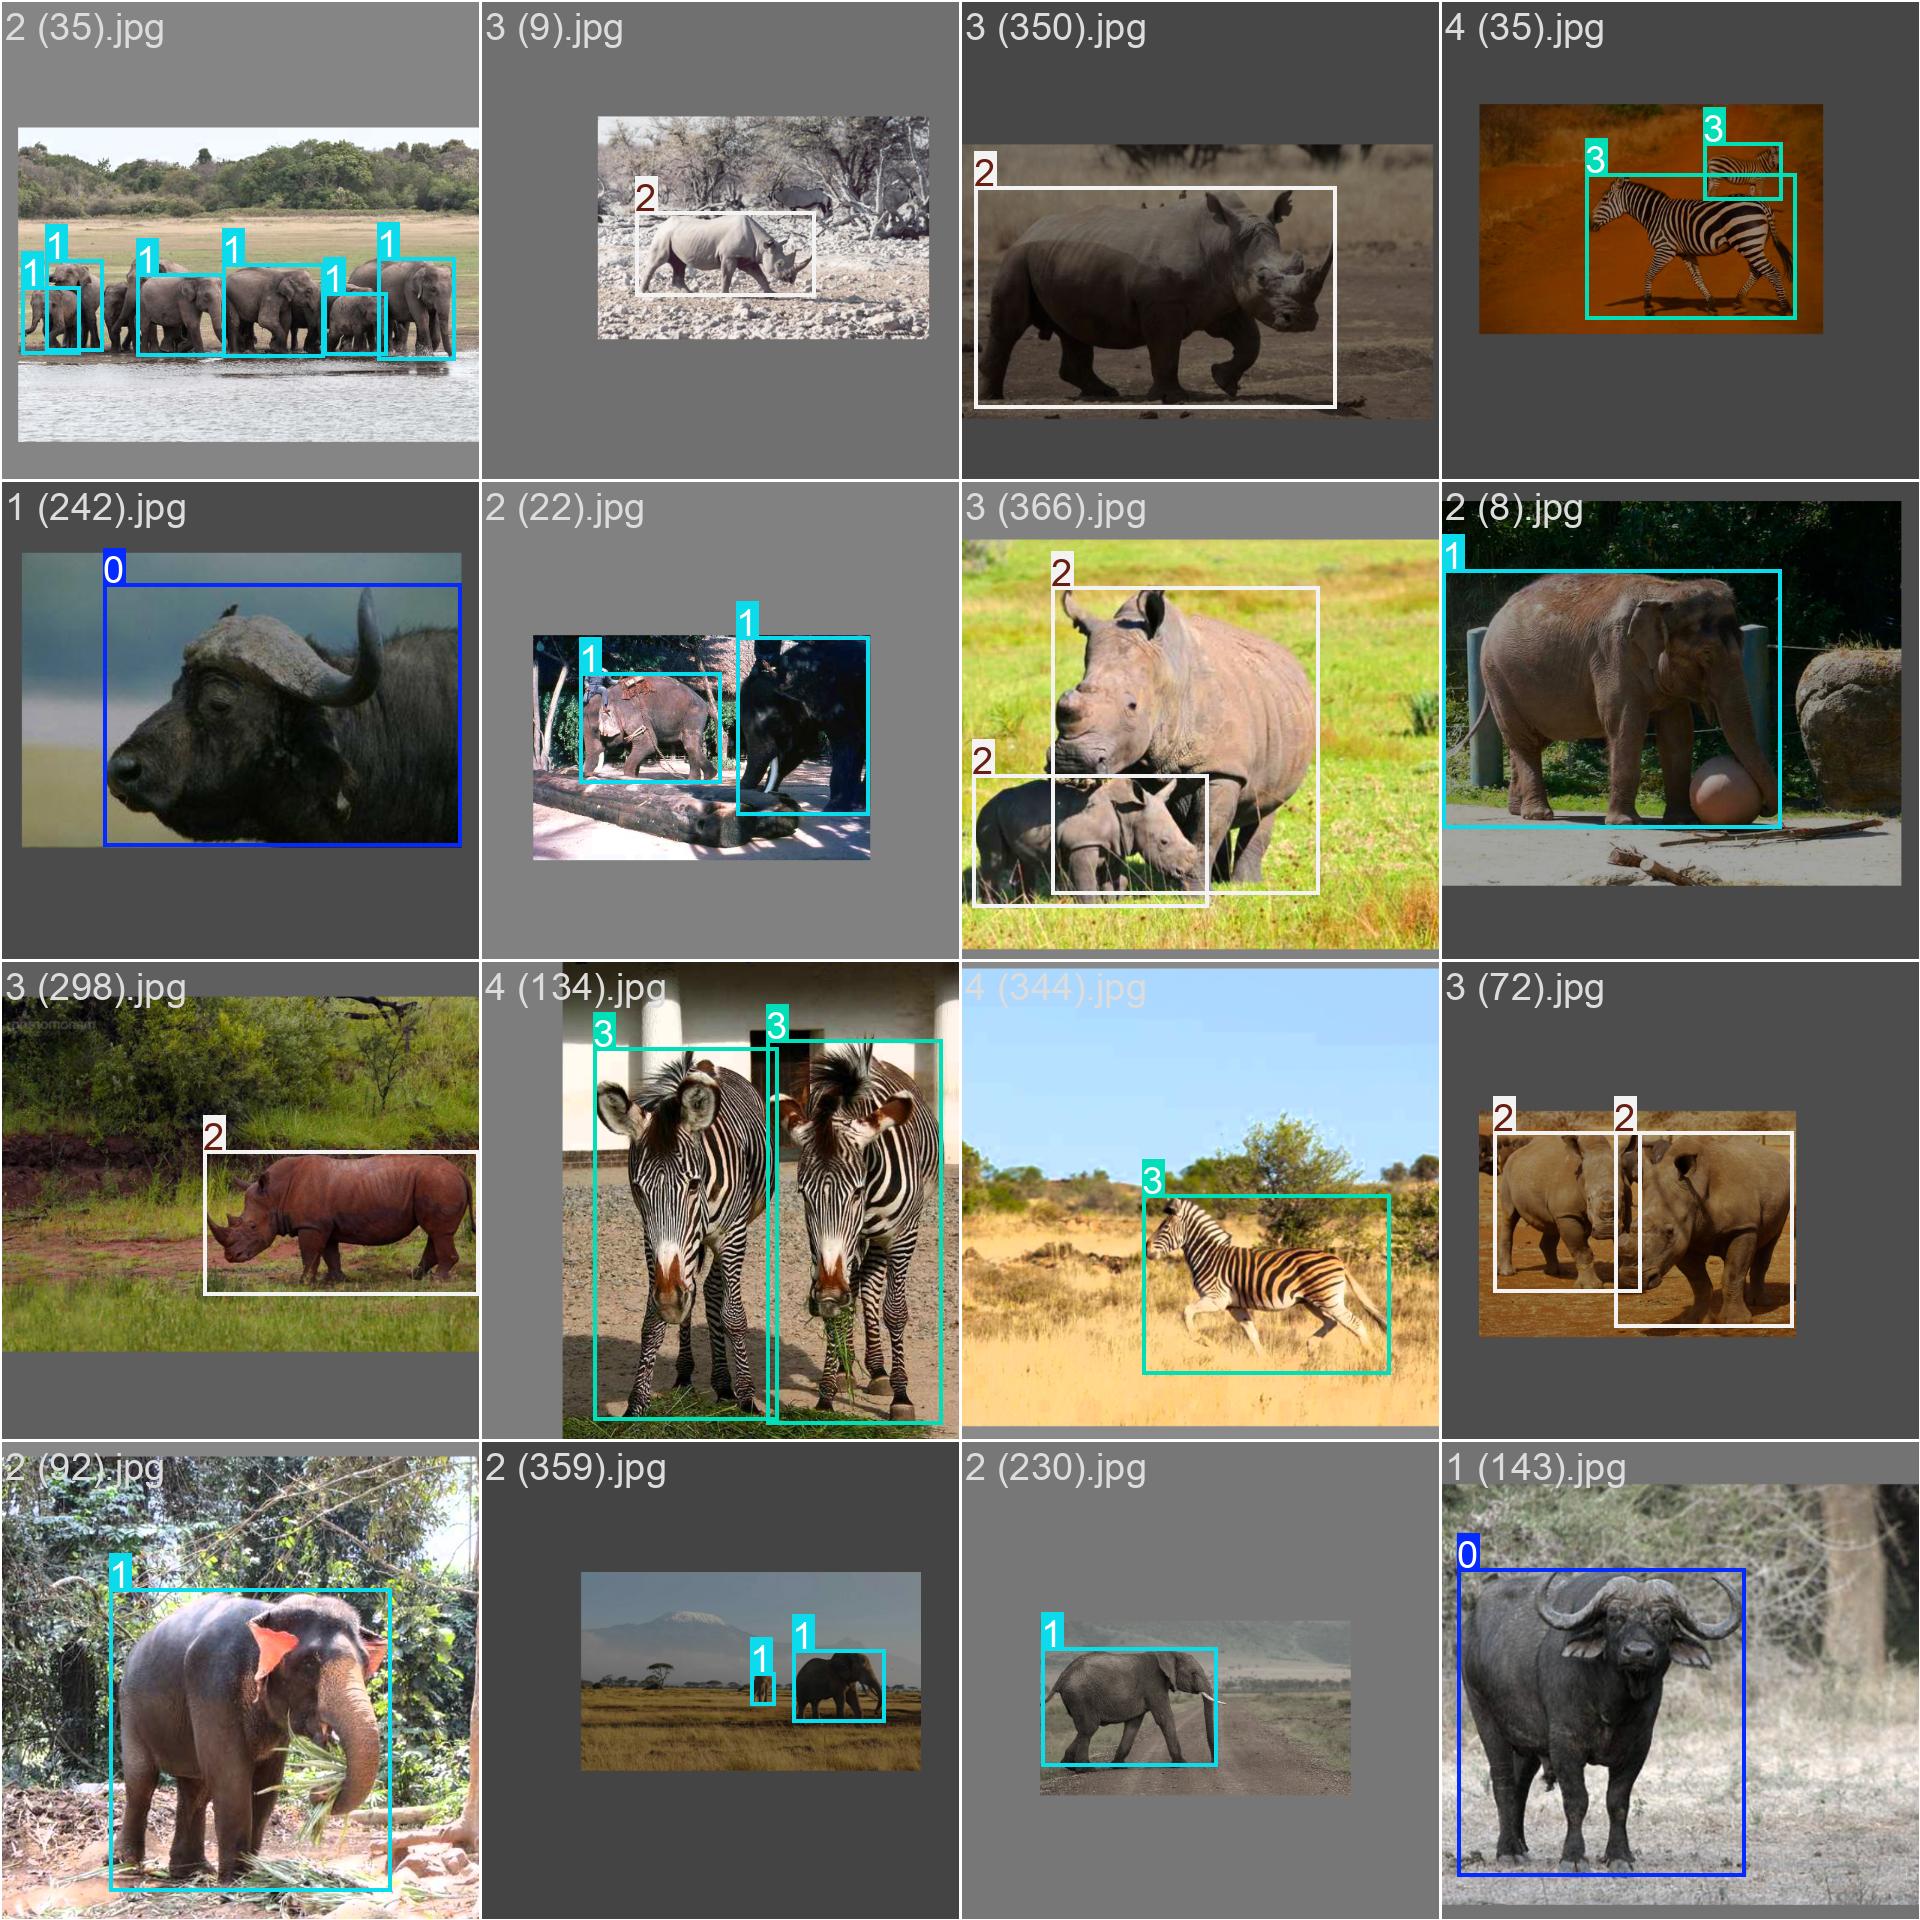 2 (35).jpg
3 (9).jpg
3 (350).jpg
4 (35).jpg
1
1
1
1
1
1
2
2
3
3
1 (242).jpg
2 (22).jpg
3 (366).jpg
2 (8).jpg
0
1
1
2
2
1
3 (298).jpg
4 (134).jpg
4 (344).jpg
3 (72).jpg
2
3
3
3
2
2
2 (92).jpg
2 (359).jpg
2 (230).jpg
1 (143).jpg
1
1
1
1
0